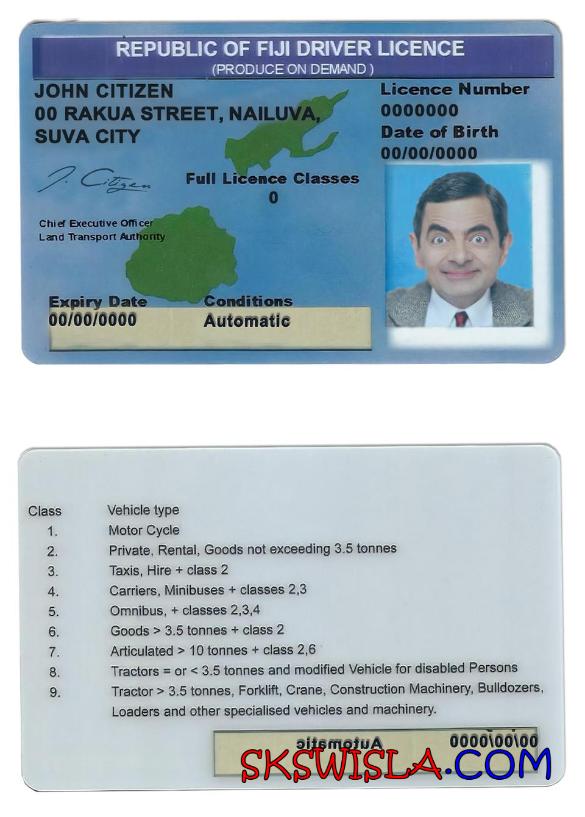 REPUBLIC OF FIJI DRIVER LICENCE
(PRODUCE ON DEMAND )
JOHN CITIZEN
00 RAKUA STREET, NAILUVA,
SUVA CITY
Licence Number
0000000
Date of Birth
00/00/0000
J. Citizen
Full Licence Classes
0
Chief Executive Officer
Land Transport Authority
Expiry Date
00/00/0000
Conditions
Automatic
Class Vehicle type
1. Motor Cycle
2. Private, Rental, Goods not exceeding 3.5 tonnes
3. Taxis, Hire + class 2
4. Carriers, Minibuses + classes 2,3
5. Omnibus, + classes 2,3,4
6. Goods > 3.5 tonnes + class 2
7. Articulated > 10 tonnes + class 2,6
8. Tractors = or < 3.5 tonnes and modified Vehicle for disabled Persons
9. Tractor > 3.5 tonnes, Forklift, Crane, Construction Machinery, Bulldozers,
Loaders and other specialised vehicles and machinery.
Automatic 00/00/0000
SKSWISLA.COM